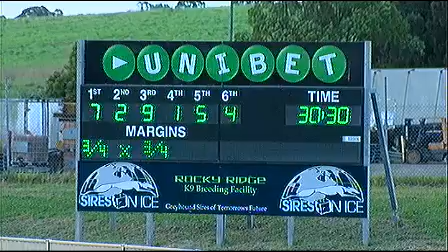 UNIBET
1ST 2ND 3RD 4TH 5TH 6TH TIME
7 2 9 1 5 4 30:30
MARGINS
3/4 x 3/4
ROCKY RIDGE
K9 Breeding Facility
SIRES ON ICE Greyhound Sires of Tomorrows Future SIRES ON ICE